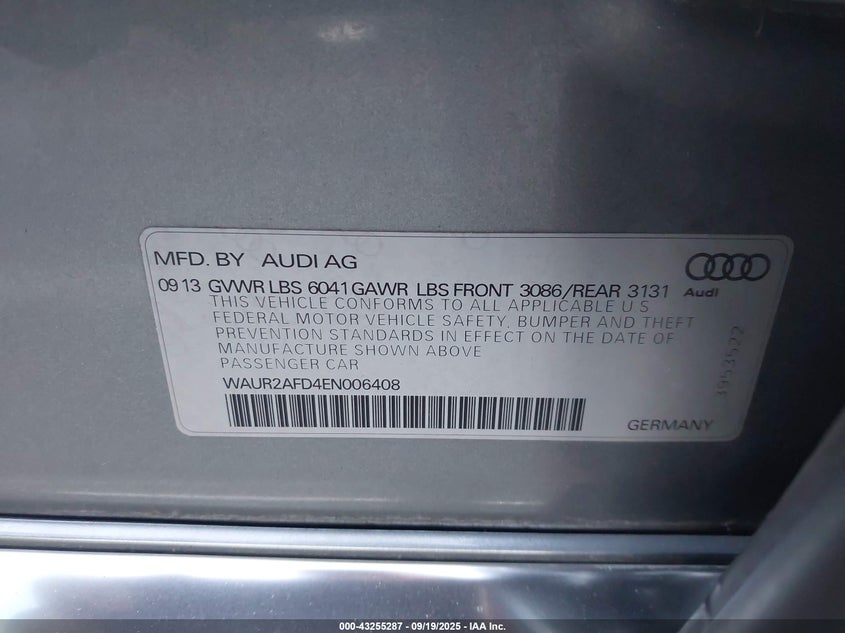 MFD. BY AUDI AG
09 13 GVWR LBS 6041 GAWR LBS FRONT 3086/REAR 3131
Audi
THIS VEHICLE CONFORMS TO ALL APPLICABLE U S
FEDERAL MOTOR VEHICLE SAFETY, BUMPER AND THEFT
PREVENTION STANDARDS IN EFFECT ON THE DATE OF
MANUFACTURE SHOWN ABOVE
PASSENGER CAR
WAUR2AFD4EN006408
GERMANY
3953522
000-43255287 - 09/19/2025 - IAA Inc.